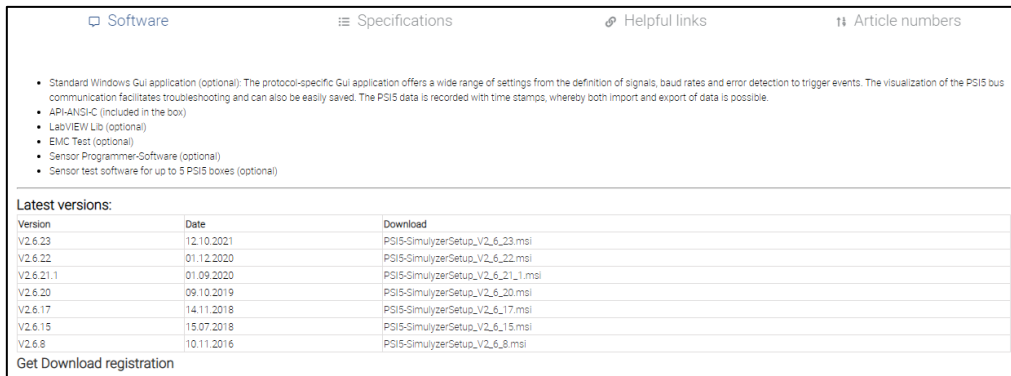 Software Specifications Helpful links Article numbers
• Standard Windows Gui application (optional): The protocol-specific Gui application offers a wide range of settings from the definition of signals, baud rates and error detection to trigger events. The visualization of the PSI5 bus
communication facilitates troubleshooting and can also be easily saved. The PSI5 data is recorded with time stamps, whereby both import and export of data is possible.
• API-ANSI-C (included in the box)
• LabVIEW Lib (optional)
• EMC Test (optional)
• Sensor Programmer-Software (optional)
• Sensor test software for up to 5 PSI5 boxes (optional)
Latest versions:
Version Date Download
V2.6.23 12.10.2021 PSI5-SimulyzerSetup_V2_6_23.msi
V2.6.22 01.12.2020 PSI5-SimulyzerSetup_V2_6_22.msi
V2.6.21.1 01.09.2020 PSI5-SimulyzerSetup_V2_6_21_1.msi
V2.6.20 09.10.2019 PSI5-SimulyzerSetup_V2_6_20.msi
V2.6.17 14.11.2018 PSI5-SimulyzerSetup_V2_6_17.msi
V2.6.15 15.07.2018 PSI5-SimulyzerSetup_V2_6_15.msi
V2.6.8 10.11.2016 PSI5-SimulyzerSetup_V2_6_8.msi
Get Download registration